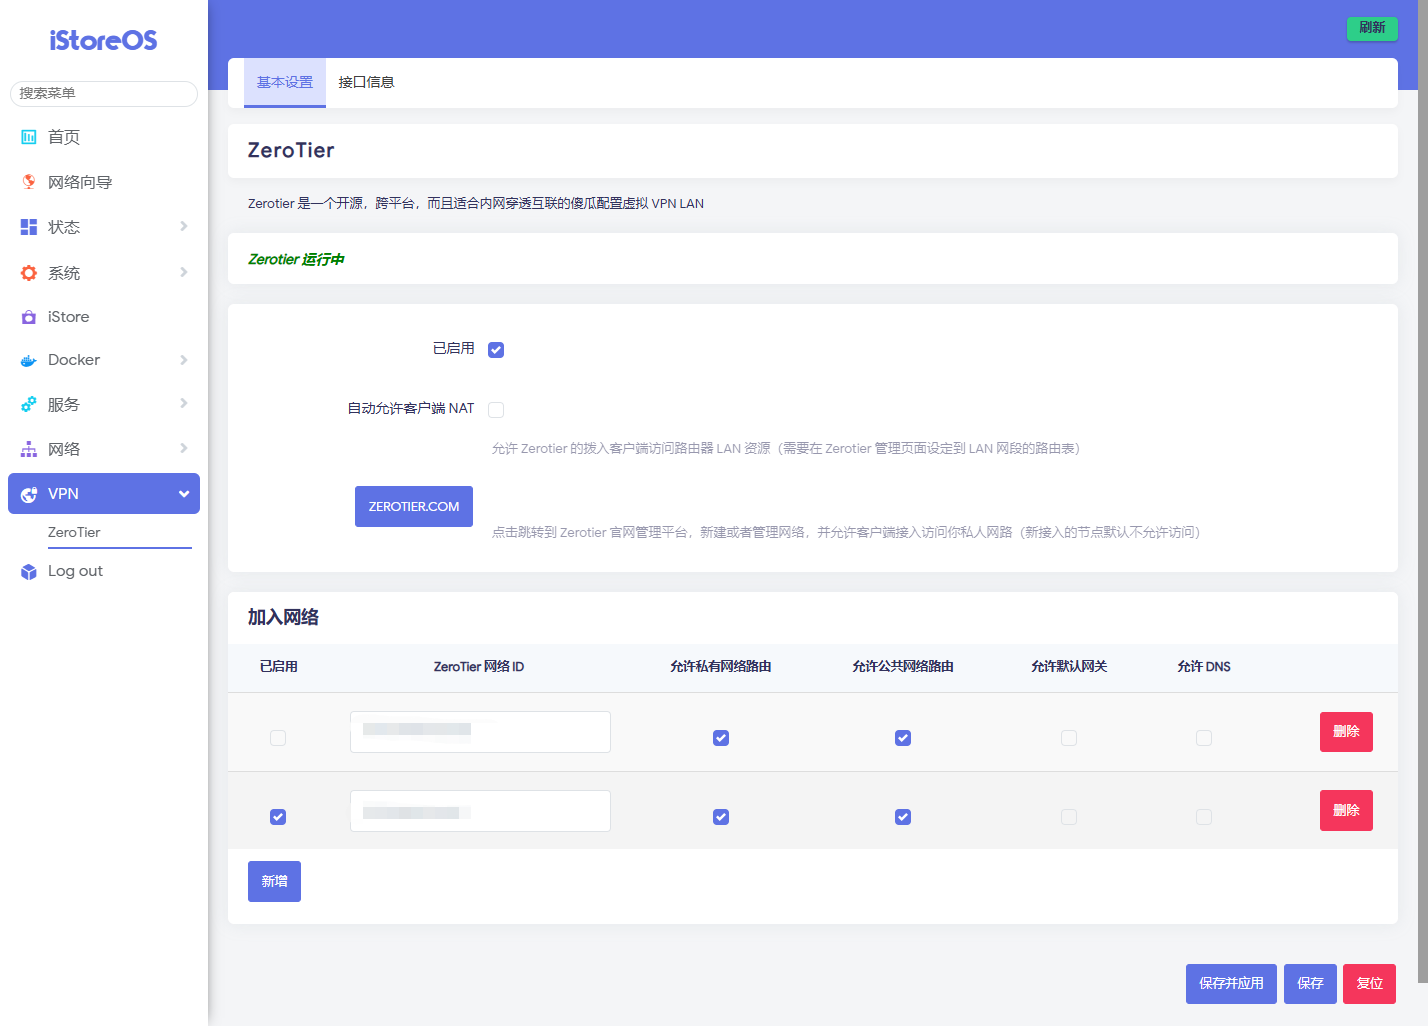 iStoreOS
刷新
搜索菜单
首页
网络向导
状态
系统
iStore
Docker
服务
网络
VPN
ZeroTier
Log out
基本设置 接口信息
ZeroTier
Zerotier 是一个开源，跨平台，而且适合内网穿透互联的傻瓜配置虚拟 VPN LAN
Zerotier 运行中
已启用
自动允许客户端 NAT
允许 Zerotier 的拨入客户端访问路由器 LAN 资源（需要在 Zerotier 管理页面设定到 LAN 网段的路由表）
ZEROTIER.COM
点击跳转到 Zerotier 官网管理平台，新建或者管理网络，并允许客户端接入访问你私人网路（新接入的节点默认不允许访问）
加入网络
已启用 ZeroTier 网络 ID 允许私有网络路由 允许公共网络路由 允许默认网关 允许 DNS
删除
删除
新增
保存并应用 保存 复位